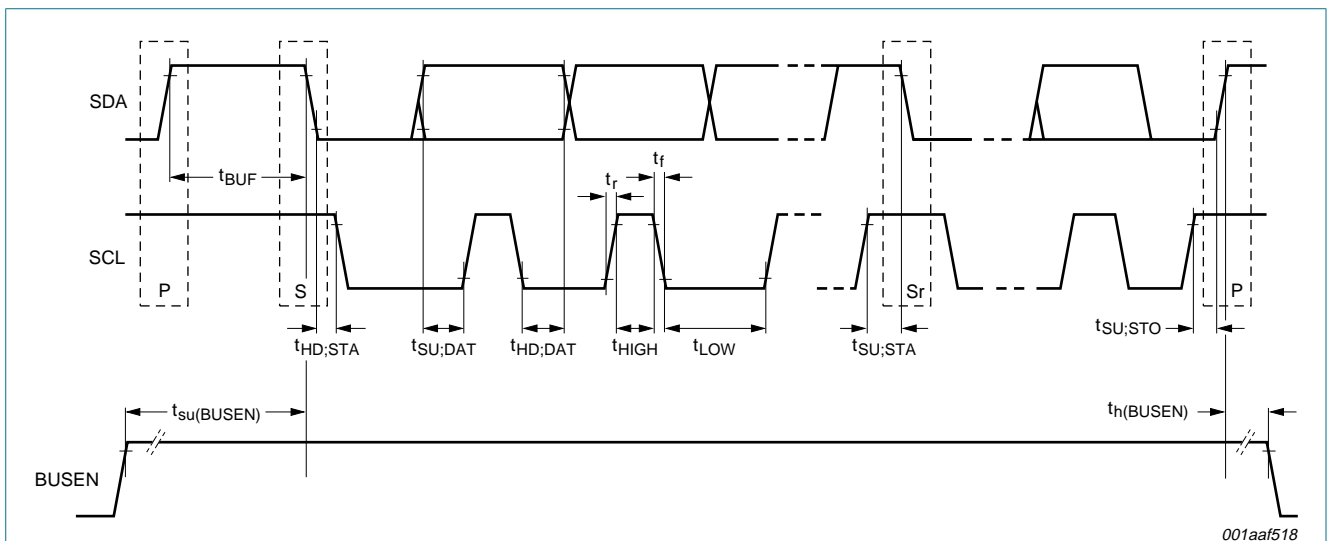 SDA
tBUF
tr
tf
SCL
P
S
Sr
P
tHD;STA
tSU;DAT
tHD;DAT
tHIGH
tLOW
tSU;STA
tSU;STO
tsu(BUSEN)
th(BUSEN)
BUSEN
001aaf518